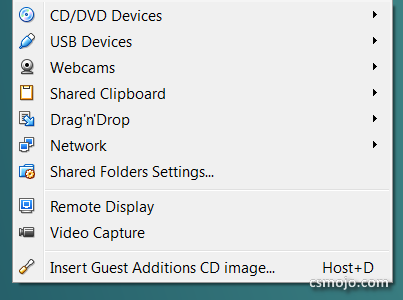 CD/DVD Devices
USB Devices
Webcams
Shared Clipboard
Drag'n'Drop
Network
Shared Folders Settings...
Remote Display
Video Capture
Insert Guest Additions CD image... Host+D
csmojo.com